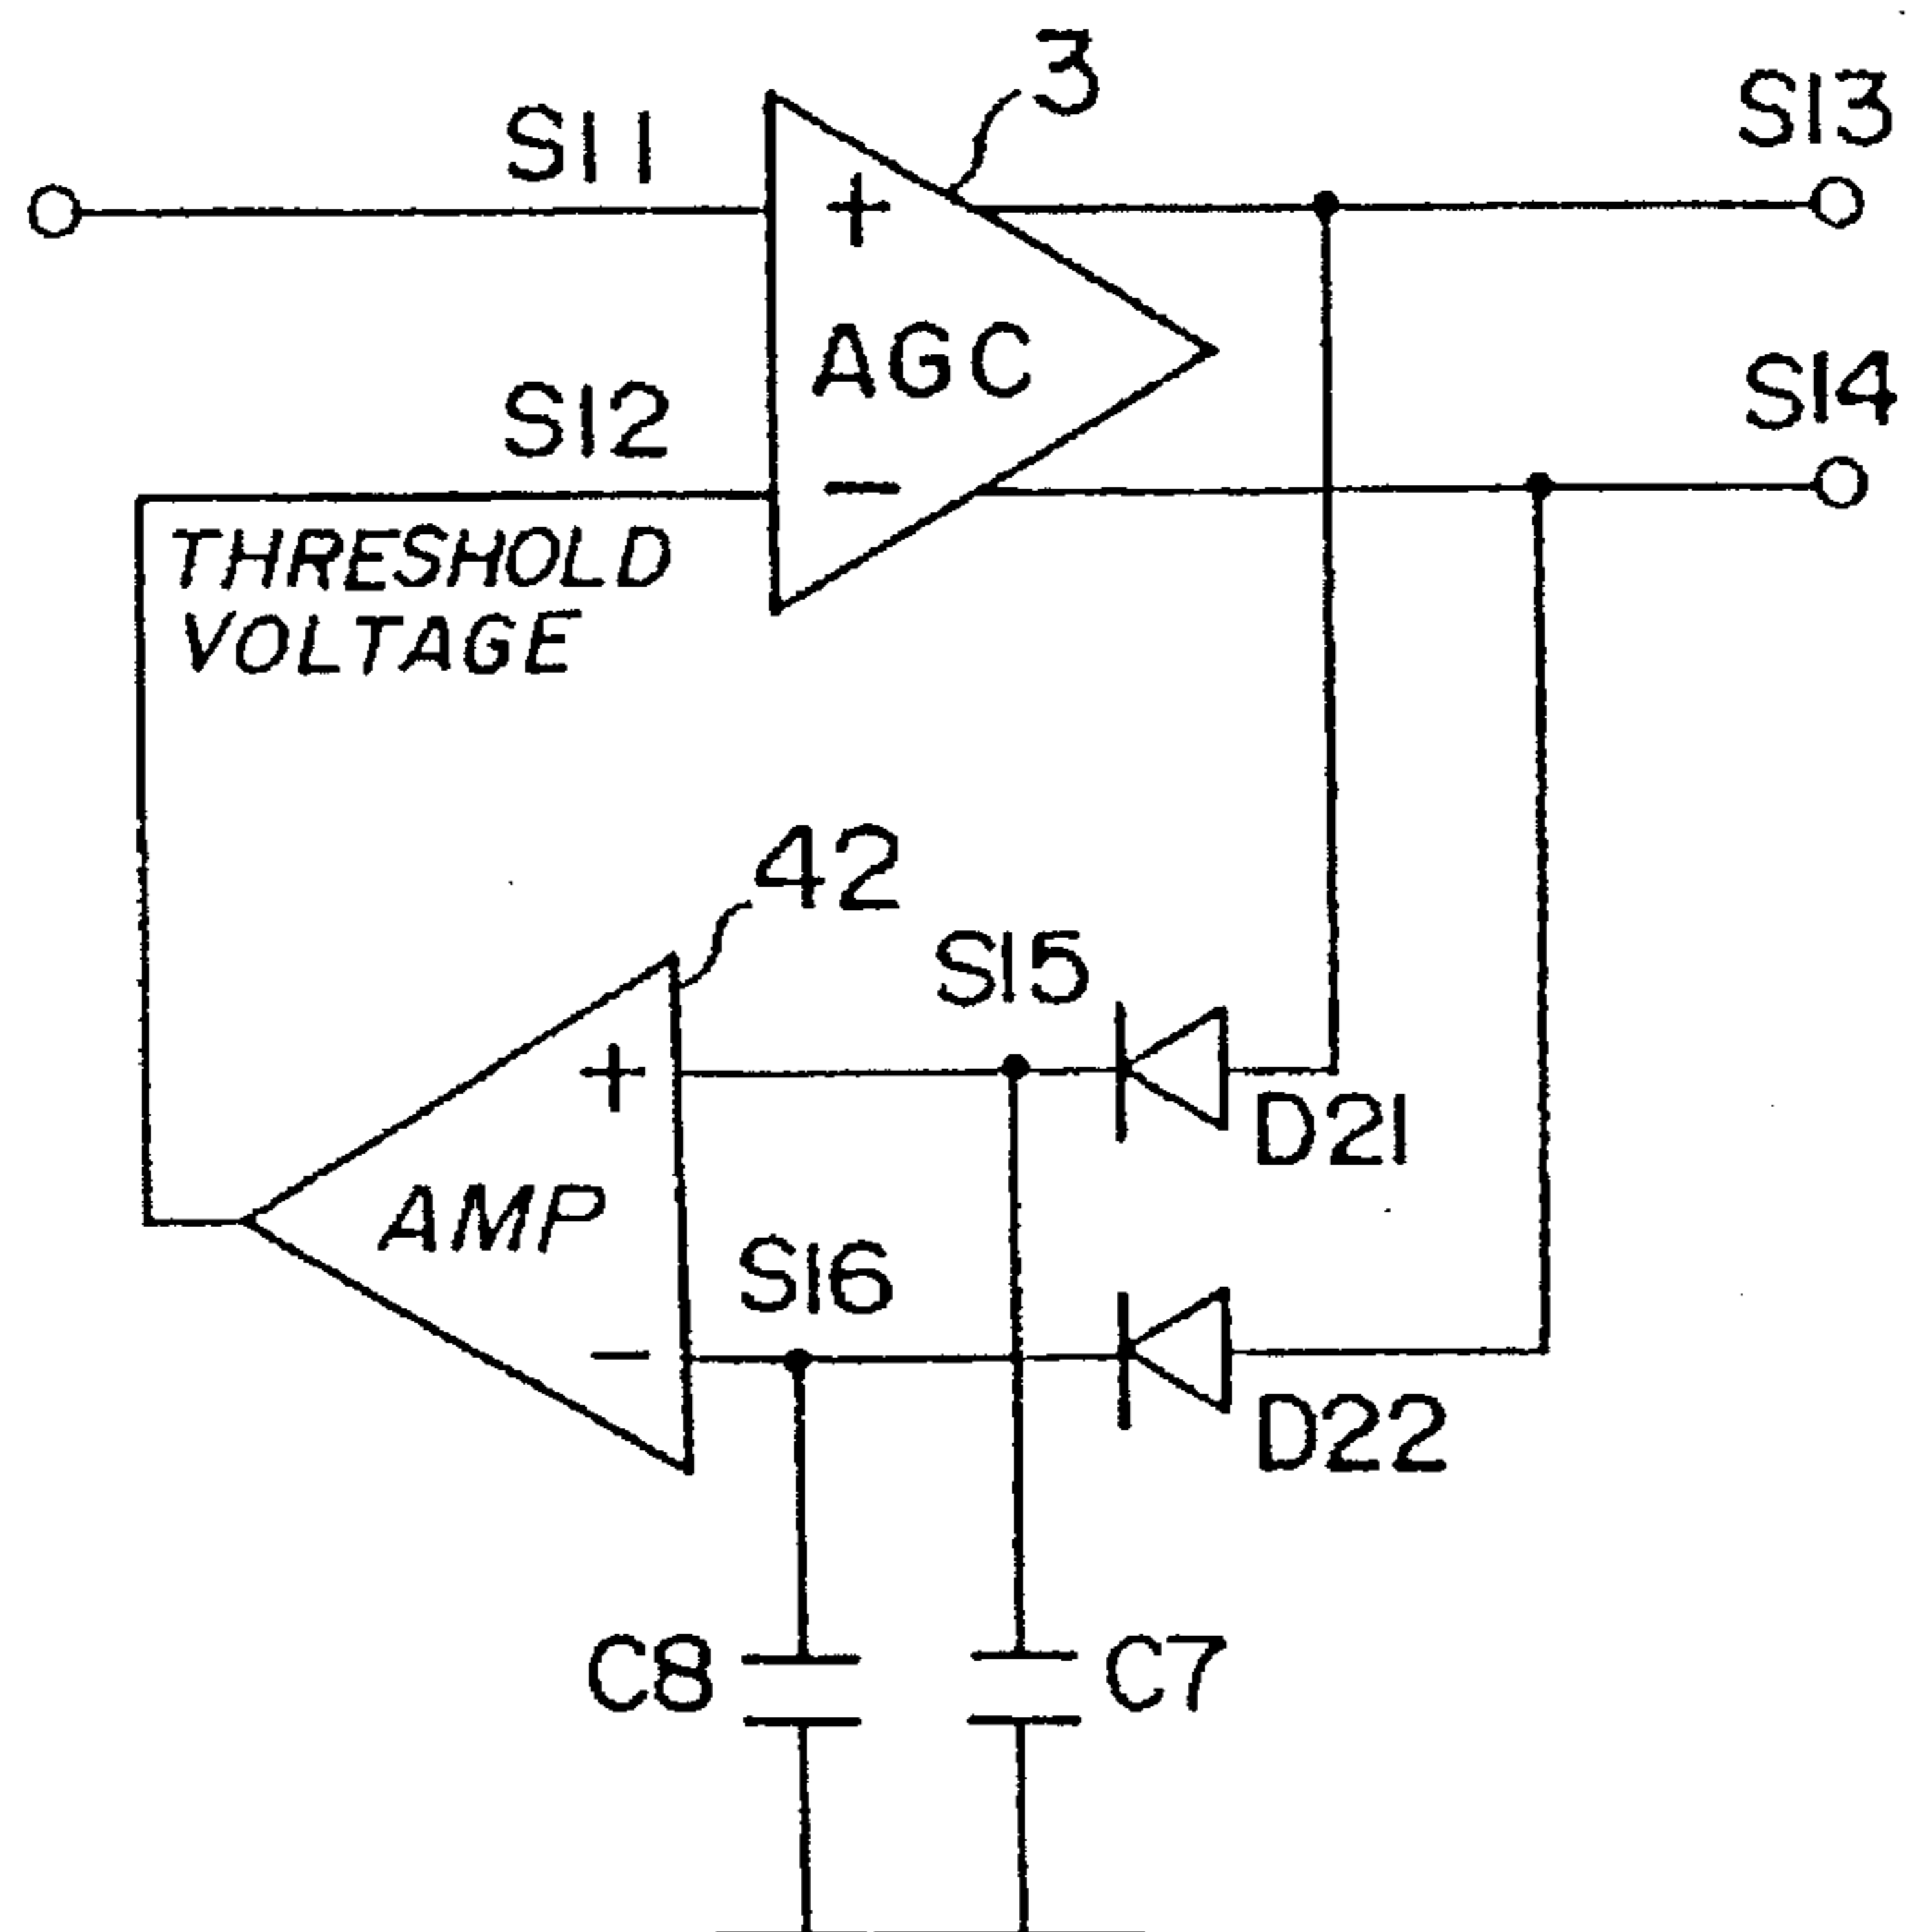 3
S13
S11
+
AGC
S14
S12
−
THRESHOLD
VOLTAGE
42
S15
+
D21
AMP
S16
−
D22
C8
C7